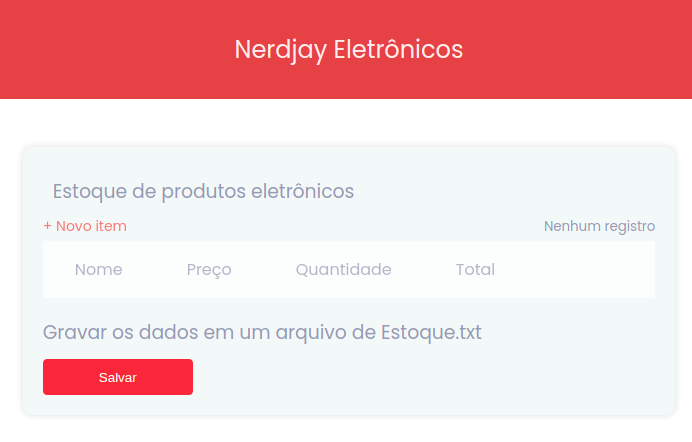 Nerdjay Eletrônicos
Estoque de produtos eletrônicos
+ Novo item Nenhum registro
Nome Preço Quantidade Total
Gravar os dados em um arquivo de Estoque.txt
Salvar